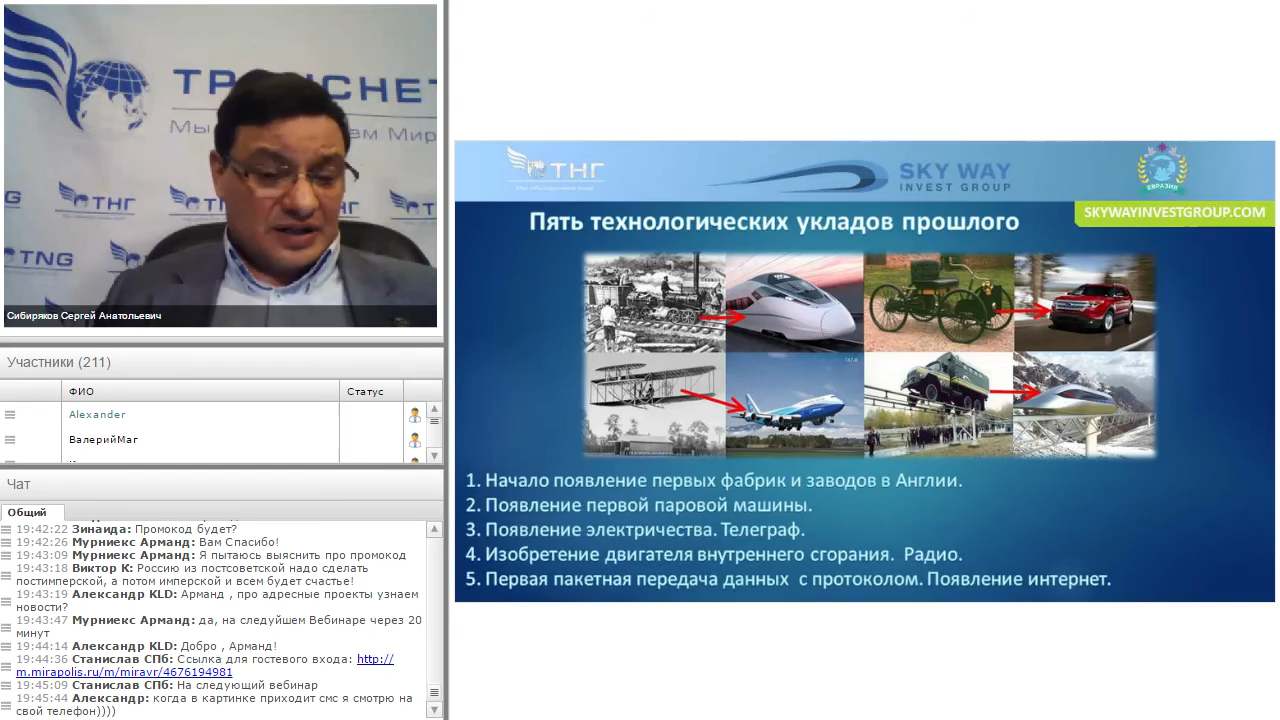 ТНГ
TNG
ТНГ
ТНГ
Сибиряков Сергей Анатольевич
Участники (211)
ФИО
Статус
Alexander
ВалерийМаг
Чат
Общий
19:42:22 Зинаида: Промокод будет?
19:42:26 Мурниекс Арманд: Вам Спасибо!
19:43:09 Мурниекс Арманд: Я пытаюсь выяснить про промокод
19:43:18 Виктор К: Россию из постсоветской надо сделать
постимперской, а потом имперской и всем будет счастье!
19:43:19 Александр KLD: Арманд , про адресные проекты узнаем
новости?
19:43:47 Мурниекс Арманд: да, на следуйшем Вебинаре через 20
минут
19:44:14 Александр KLD: Добро , Арманд!
19:44:36 Станислав СПб: Ссылка для гостевого входа: http://
m.mirapolis.ru/m/miravr/4676194981
19:45:09 Станислав СПб: На следующий вебинар
19:45:44 Александр: когда в картинке приходит смс я смотрю на
свой телефон))))
ТНГ
Мы объединяем мир!
SKY WAY
INVEST GROUP
ЕВРАЗИЯ
SKYWAYINVESTGROUP.COM
Пять технологических укладов прошлого
1. Начало появление первых фабрик и заводов в Англии.
2. Появление первой паровой машины.
3. Появление электричества. Телеграф.
4. Изобретение двигателя внутреннего сгорания. Радио.
5. Первая пакетная передача данных с протоколом. Появление интернет.